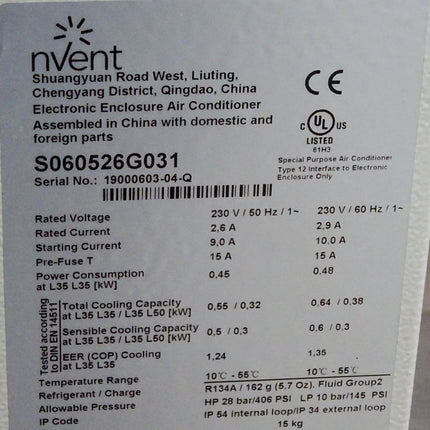 nVent
Shuangyuan Road West, Liuting,
Chengyang District, Qingdao, China
Electronic Enclosure Air Conditioner
Assembled in China with domestic and
foreign parts
CE
C UL US
LISTED
61H3
S060526G031
Special Purpose Air Conditioner
Type 12 Interface to Electronic
Enclosure Only
Serial No.: 19000603-04-Q
Rated Voltage 230 V / 50 Hz / 1~ 230 V / 60 Hz / 1~
Rated Current 2,6 A 2,9 A
Starting Current 9,0 A 10.0 A
Pre-Fuse T 15 A 15 A
Power Consumption 0,45 0.48
at L35 L35 [kW]
Tested according
to DIN EN 14511
Total Cooling Capacity 0,55 / 0,32 0.64 / 0.38
at L35 L35 / L35 L50 [kW]
Sensible Cooling Capacity 0,5 / 0,3 0.6 / 0.3
at L35 L35 / L35 L50 [kW]
EER (COP) Cooling 1,24 1,35
at L35 L35
Temperature Range 10℃ - 55℃ 10℃ - 55℃
Refrigerant / Charge R134A / 162 g (5.7 Oz). Fluid Group2
Allowable Pressure HP 28 bar/406 PSI LP 10 bar/145 PSI
IP Code IP 54 internal loop/IP 34 external loop
15 kg